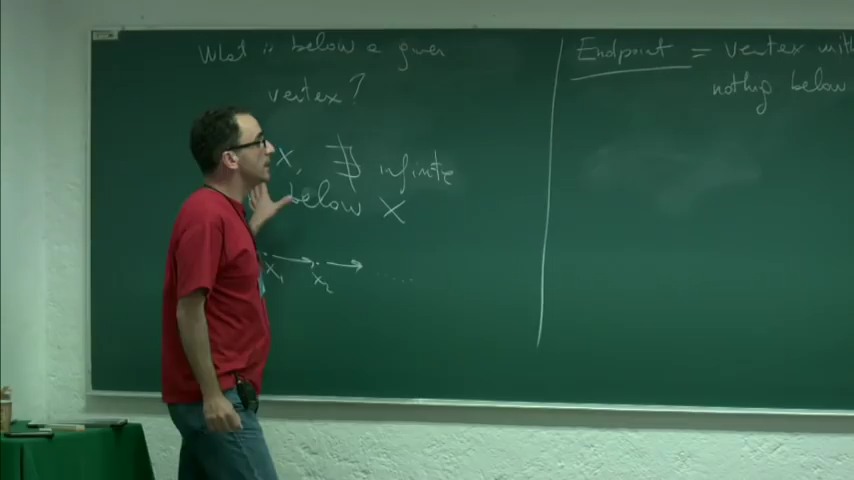 What is below a given
vertex?
X, ∄ infinite
below X
X₁ → X₂ → ....
Endpoint = vertex with
nothing below